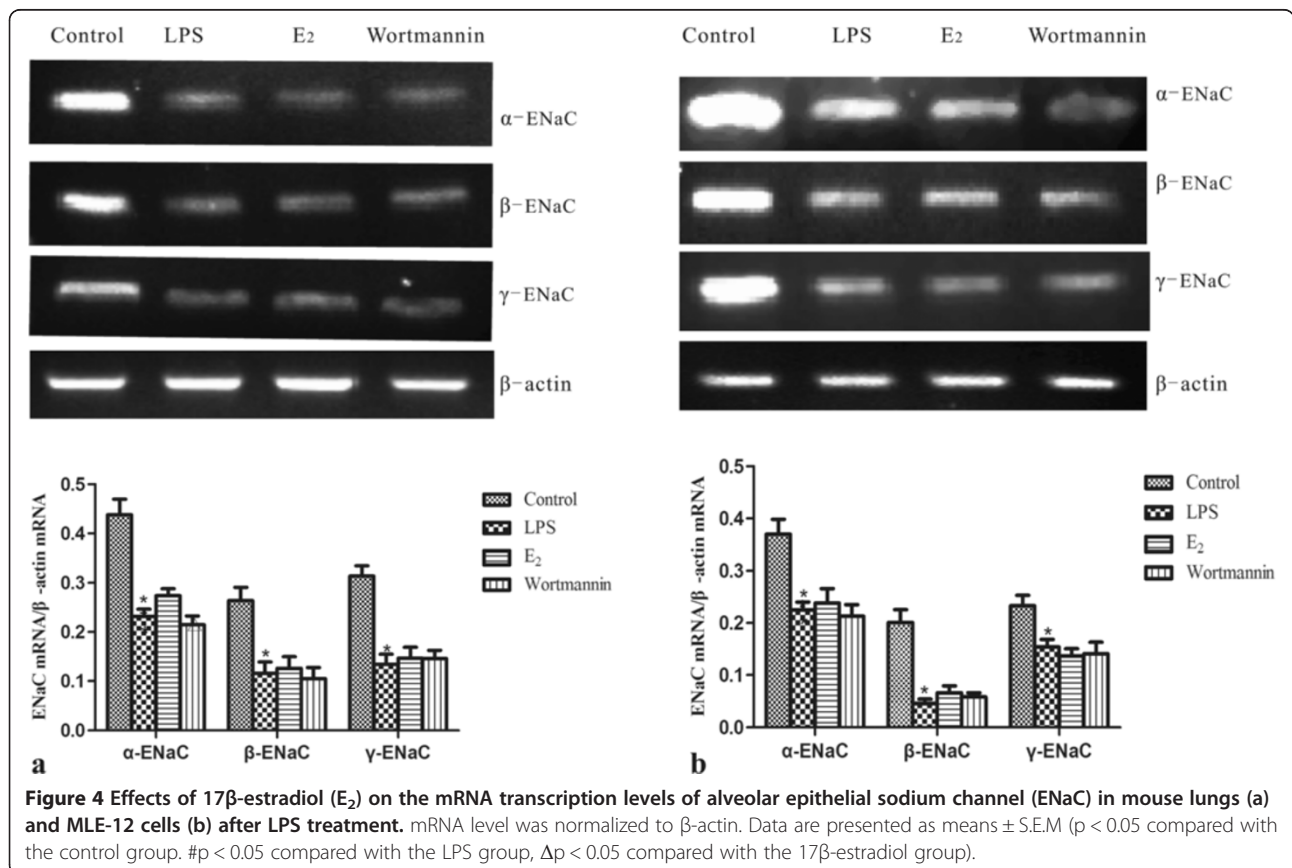 Control LPS E₂ Wortmannin
α-ENaC
β-ENaC
γ-ENaC
β-actin
ENaC mRNA/β -actin mRNA
0.5
0.4
0.3
0.2
0.1
0.0
* * *
α-ENaC β-ENaC γ-ENaC
Control
LPS
E₂
Wortmannin
a
Control LPS E₂ Wortmannin
α-ENaC
β-ENaC
γ-ENaC
β-actin
ENaC mRNA/β -actin mRNA
0.5
0.4
0.3
0.2
0.1
0.0
* * *
α-ENaC β-ENaC γ-ENaC
Control
LPS
E₂
Wortmannin
b
Figure 4 Effects of 17β-estradiol (E₂) on the mRNA transcription levels of alveolar epithelial sodium channel (ENaC) in mouse lungs (a)
and MLE-12 cells (b) after LPS treatment. mRNA level was normalized to β-actin. Data are presented as means ± S.E.M (p < 0.05 compared with
the control group. #p < 0.05 compared with the LPS group, Δp < 0.05 compared with the 17β-estradiol group).